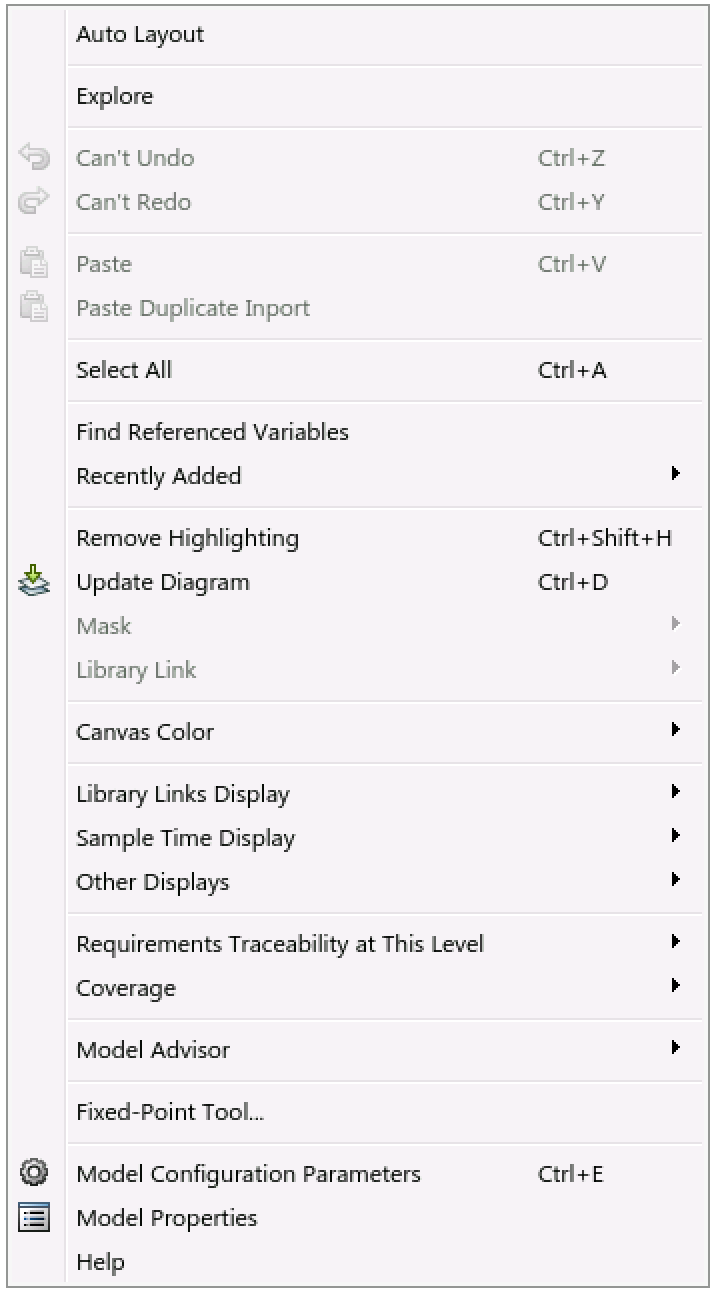 Auto Layout
Explore
Can't Undo Ctrl+Z
Can't Redo Ctrl+Y
Paste Ctrl+V
Paste Duplicate Inport
Select All Ctrl+A
Find Referenced Variables
Recently Added
Remove Highlighting Ctrl+Shift+H
Update Diagram Ctrl+D
Mask
Library Link
Canvas Color
Library Links Display
Sample Time Display
Other Displays
Requirements Traceability at This Level
Coverage
Model Advisor
Fixed-Point Tool...
Model Configuration Parameters Ctrl+E
Model Properties
Help